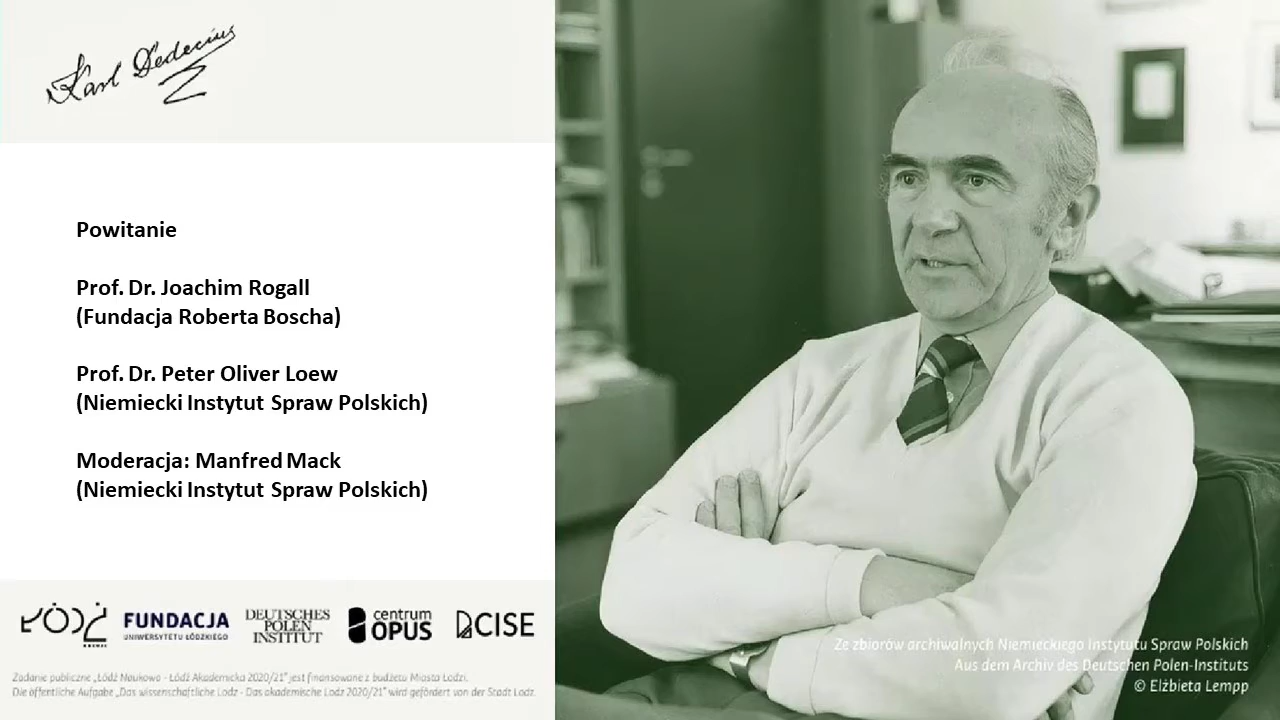 Karl Dedecius
Powitanie
Prof. Dr. Joachim Rogall
(Fundacja Roberta Boscha)
Prof. Dr. Peter Oliver Loew
(Niemiecki Instytut Spraw Polskich)
Moderacja: Manfred Mack
(Niemiecki Instytut Spraw Polskich)
ŁÓDŹ
FUNDACJA
UNIWERSYTETU ŁÓDZKIEGO
DEUTSCHES
POLEN
INSTITUT
centrum
OPUS
CISE
Zadanie publiczne „Łódź Naukowa - Łódź Akademicka 2020/21” jest finansowane z budżetu Miasta Łodzi.
Die öffentliche Aufgabe „Das wissenschaftliche Lodz - Das akademische Lodz 2020/21” wird gefördert von der Stadt Lodz.
Ze zbiorów archiwalnych Niemieckiego Instytutu Spraw Polskich
Aus dem Archiv des Deutschen Polen-Instituts
© Elżbieta Lempp